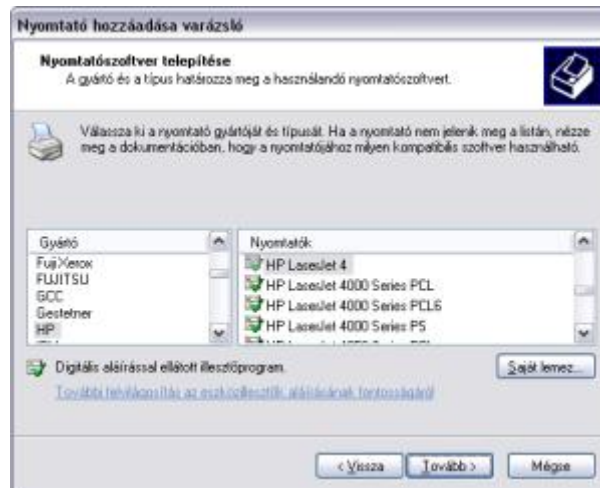 Nyomtató hozzáadása varázsló
Nyomtatószoftver telepítése
A gyártó és a típus határozza meg a használandó nyomtatószoftvert.
Válassza ki a nyomtató gyártóját és típusát. Ha a nyomtató nem jelenik meg a listán, nézze
meg a dokumentációban, hogy a nyomtatójához milyen kompatibilis szoftver használható.
Gyártó
FujiXerox
FUJITSU
GCC
Gestetner
HP
Nyomtatók
HP LaserJet 4
HP LaserJet 4000 Series PCL
HP LaserJet 4000 Series PCL6
HP LaserJet 4000 Series PS
Digitális aláírással ellátott illesztőprogram.
Saját lemez...
További felvilágosítás az eszközillesztők aláírásának fontosságáról
< Vissza
Tovább >
Mégse